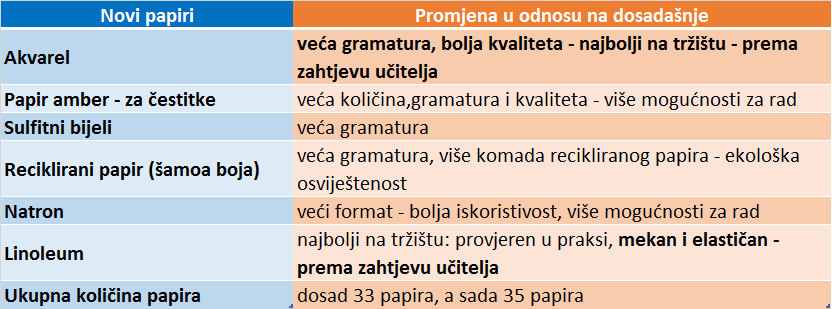 Novi papiri
Promjena u odnosu na dosadašnje
Akvarel
veća gramatura, bolja kvaliteta - najbolji na tržištu - prema
zahtjevu učitelja
Papir amber - za čestitke
veća količina,gramatura i kvaliteta - više mogućnosti za rad
Sulfitni bijeli
veća gramatura
Reciklirani papir (šamoa boja)
veća gramatura, više komada recikliranog papira - ekološka
osviještenost
Natron
veći format - bolja iskoristivost, više mogućnosti za rad
Linoleum
najbolji na tržištu: provjeren u praksi, mekan i elastičan -
prema zahtjevu učitelja
Ukupna količina papira
dosad 33 papira, a sada 35 papira